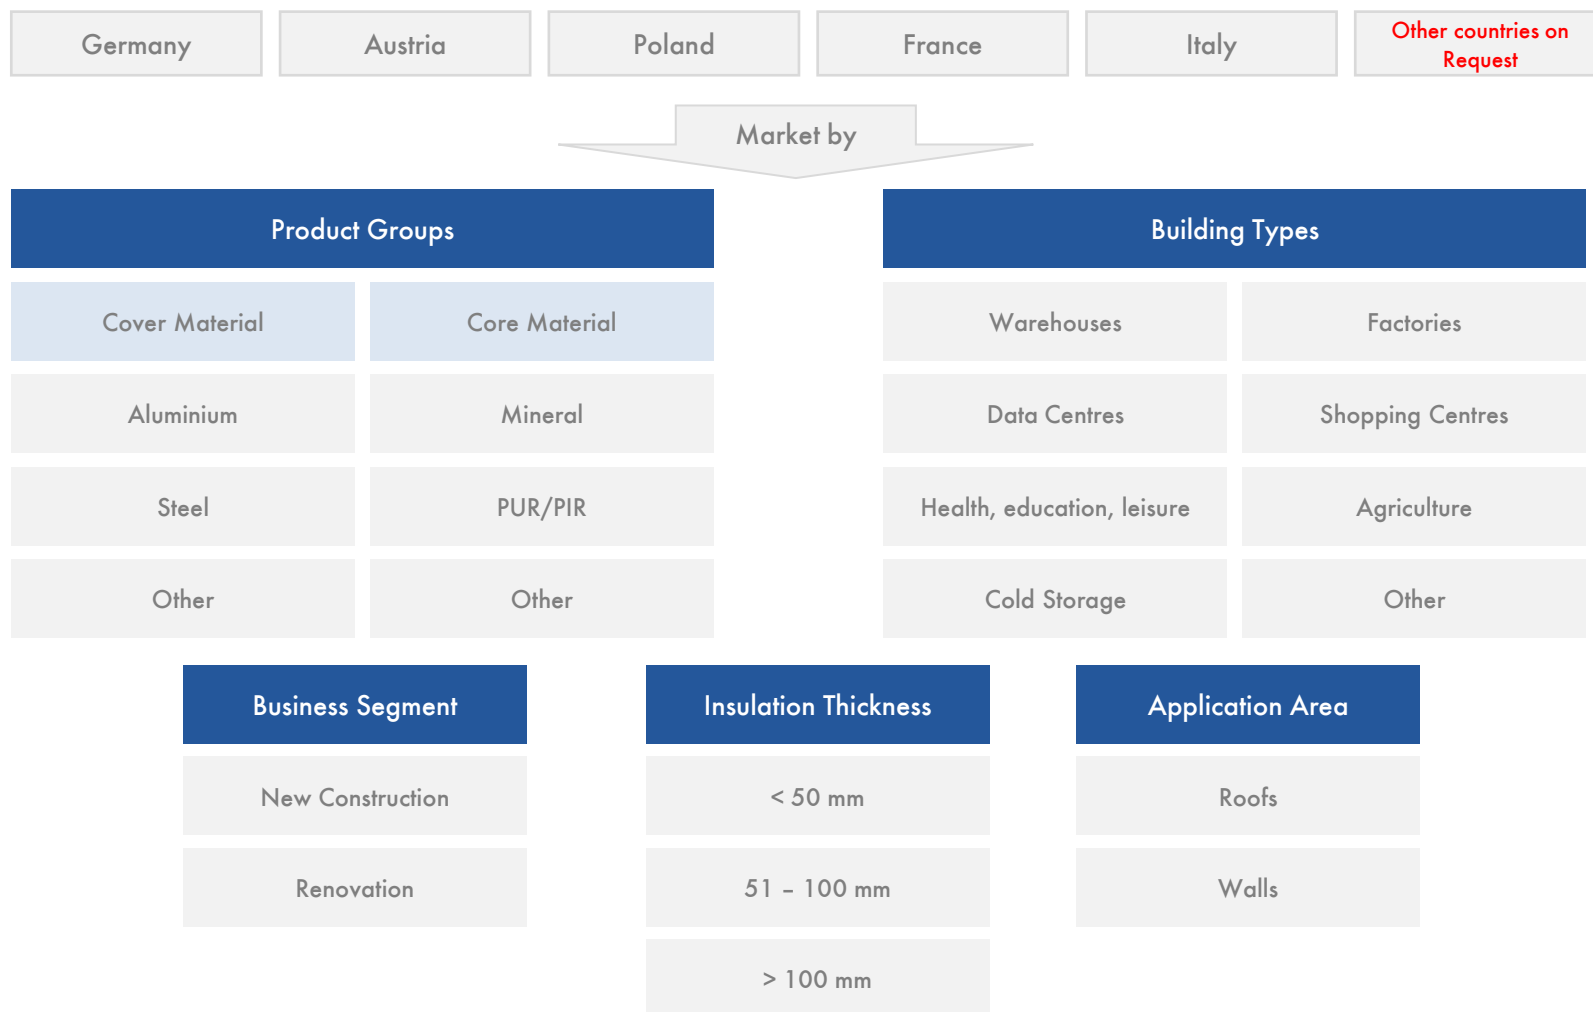 Germany
Austria
Poland
France
Italy
Other countries on
Request
Market by
Product Groups
Building Types
Cover Material
Core Material
Warehouses
Factories
Aluminium
Mineral
Data Centres
Shopping Centres
Steel
PUR/PIR
Health, education, leisure
Agriculture
Other
Other
Cold Storage
Other
Business Segment
Insulation Thickness
Application Area
New Construction
< 50 mm
Roofs
Renovation
51 – 100 mm
Walls
> 100 mm